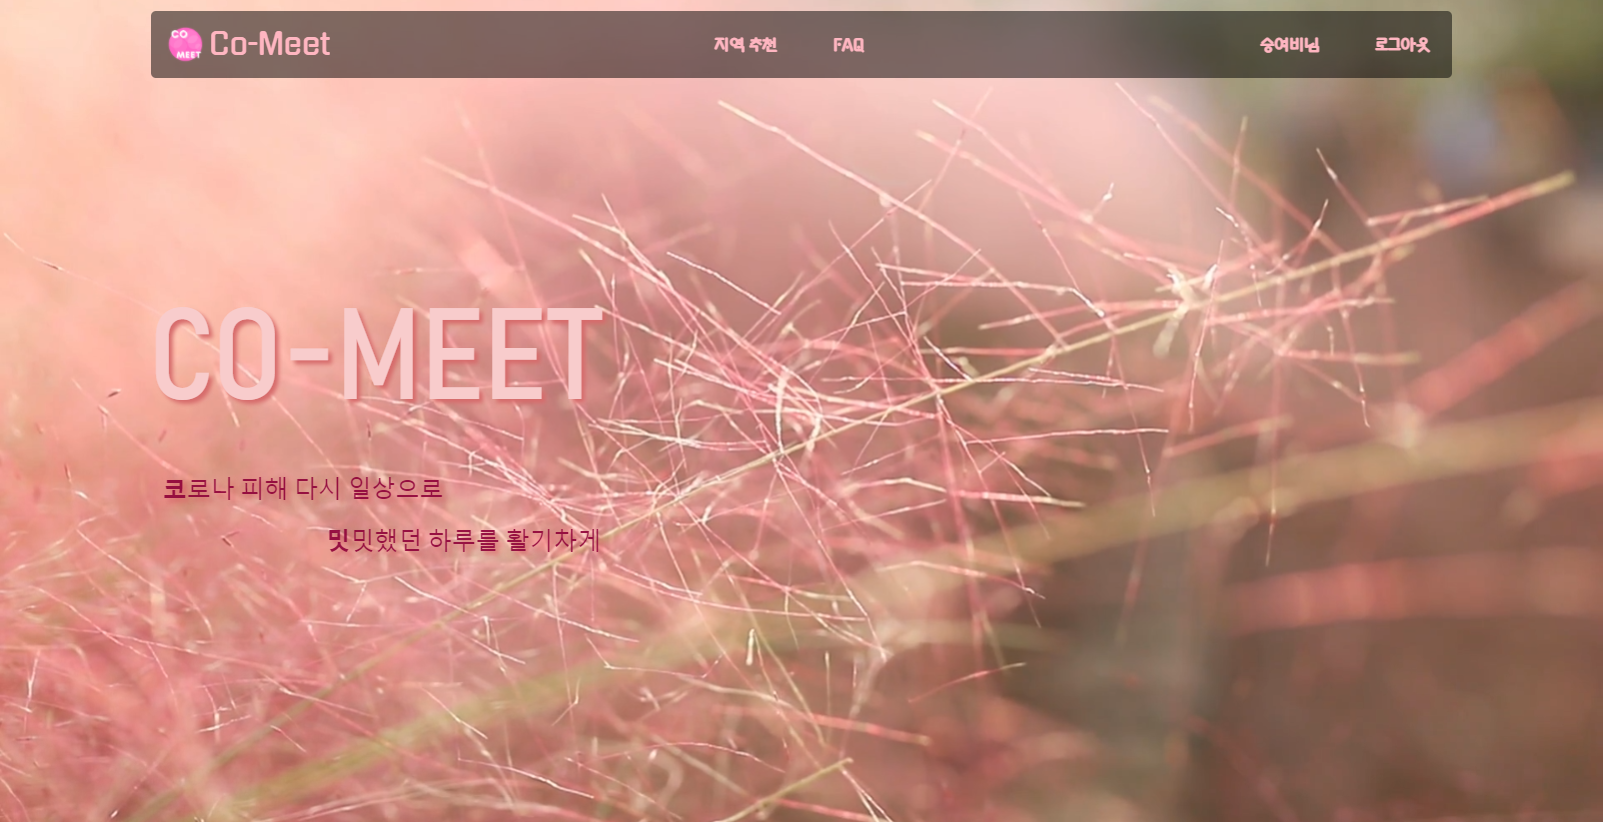 CO
MEET
Co-Meet
지역 추천
FAQ
승여비님
로그아웃
CO-MEET
코로나 피해 다시 일상으로
밋밋했던 하루를 활기차게